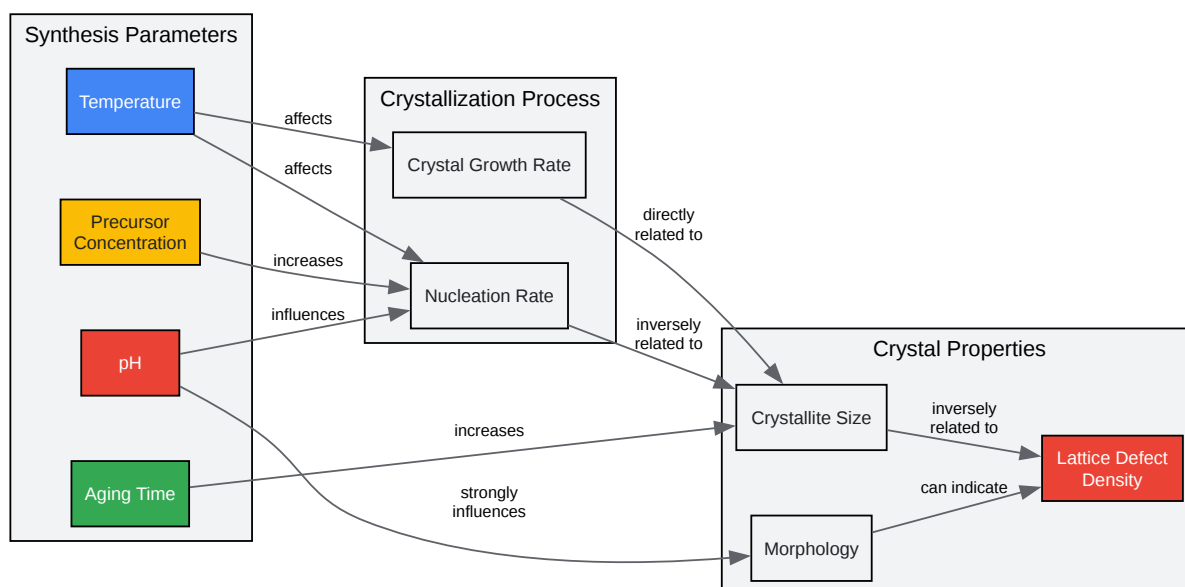 Synthesis Parameters
Temperature
Precursor
Concentration
pH
Aging Time
affects
affects
increases
influences
increases
strongly
influences
Crystallization Process
Crystal Growth Rate
Nucleation Rate
directly
related to
inversely
related to
Crystal Properties
Crystallite Size
Morphology
inversely
related to
can indicate
Lattice Defect
Density